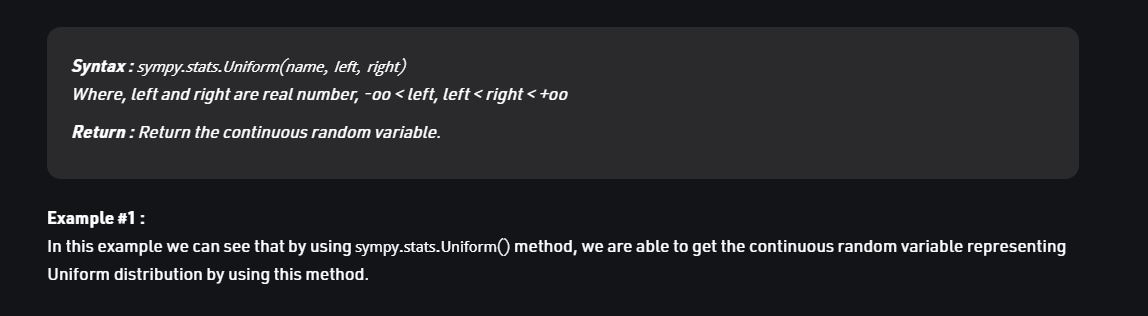 Syntax : sympy.stats.Uniform(name, left, right)
Where, left and right are real number, -oo < left, left < right < +oo
Return : Return the continuous random variable.
Example #1 :
In this example we can see that by using sympy.stats.Uniform() method, we are able to get the continuous random variable representing
Uniform distribution by using this method.